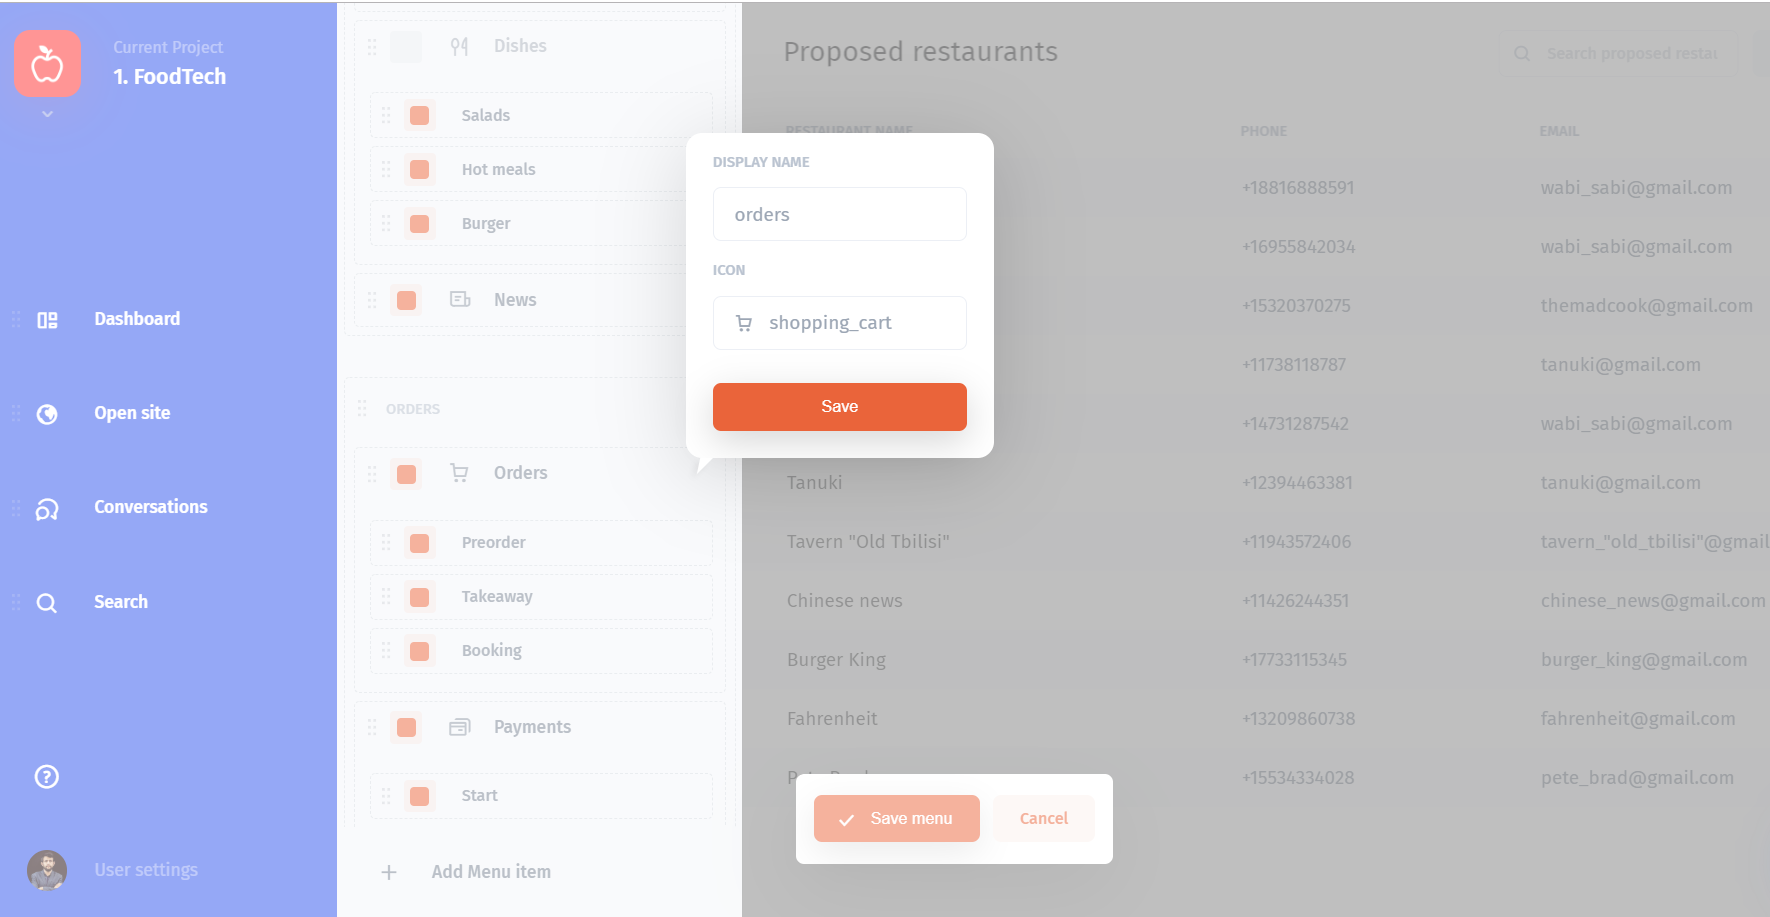 Current Project
1. FoodTech
Dashboard
Open site
Conversations
Search
?
User settings
Dishes
Salads
Hot meals
Burger
News
ORDERS
Orders
Preorder
Takeaway
Booking
Payments
Start
Add Menu item
DISPLAY NAME
orders
ICON
shopping_cart
Save
Proposed restaurants
Search proposed restau
RESTAURANT NAME PHONE EMAIL
+18816888591 wabi_sabi@gmail.com
+16955842034 wabi_sabi@gmail.com
+15320370275 themadcook@gmail.com
+11738118787 tanuki@gmail.com
+14731287542 wabi_sabi@gmail.com
Tanuki +12394463381 tanuki@gmail.com
Tavern "Old Tbilisi" +11943572406 tavern_"old_tbilisi"@gmail
Chinese news +11426244351 chinese_news@gmail.com
Burger King +17733115345 burger_king@gmail.com
Fahrenheit +13209860738 fahrenheit@gmail.com
+15534334028 pete_brad@gmail.com
Save menu
Cancel